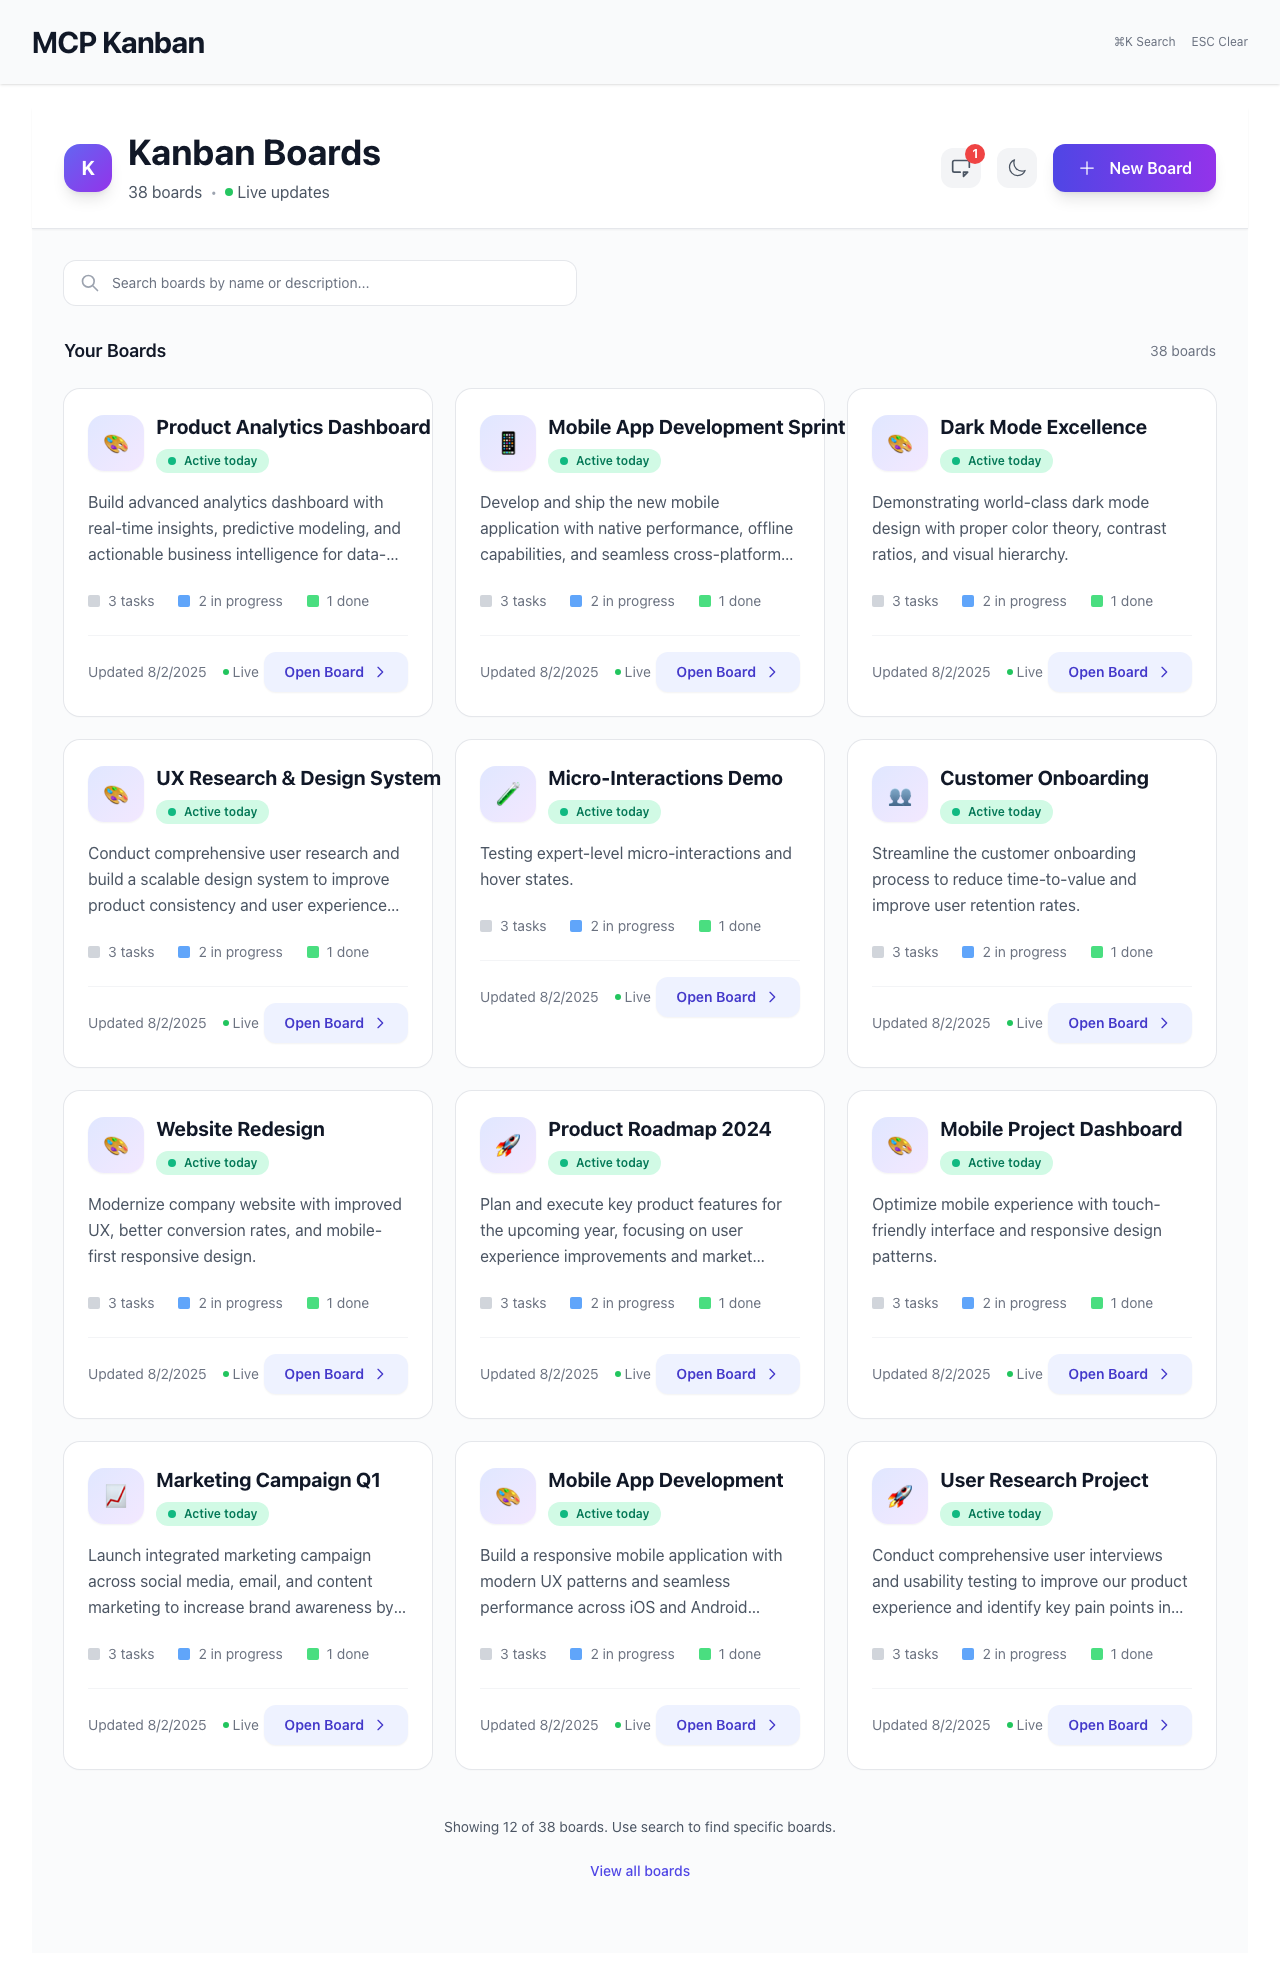 MCP Kanban
⌘K Search ESC Clear
K
Kanban Boards
38 boards • Live updates
1
New Board
Search boards by name or description...
Your Boards
38 boards
Product Analytics Dashboard
Active today
Build advanced analytics dashboard with
real-time insights, predictive modeling, and
actionable business intelligence for data-...
3 tasks 2 in progress 1 done
Updated 8/2/2025 Live Open Board
Mobile App Development Sprint
Active today
Develop and ship the new mobile
application with native performance, offline
capabilities, and seamless cross-platform...
3 tasks 2 in progress 1 done
Updated 8/2/2025 Live Open Board
Dark Mode Excellence
Active today
Demonstrating world-class dark mode
design with proper color theory, contrast
ratios, and visual hierarchy.
3 tasks 2 in progress 1 done
Updated 8/2/2025 Live Open Board
UX Research & Design System
Active today
Conduct comprehensive user research and
build a scalable design system to improve
product consistency and user experience...
3 tasks 2 in progress 1 done
Updated 8/2/2025 Live Open Board
Micro-Interactions Demo
Active today
Testing expert-level micro-interactions and
hover states.
3 tasks 2 in progress 1 done
Updated 8/2/2025 Live Open Board
Customer Onboarding
Active today
Streamline the customer onboarding
process to reduce time-to-value and
improve user retention rates.
3 tasks 2 in progress 1 done
Updated 8/2/2025 Live Open Board
Website Redesign
Active today
Modernize company website with improved
UX, better conversion rates, and mobile-
first responsive design.
3 tasks 2 in progress 1 done
Updated 8/2/2025 Live Open Board
Product Roadmap 2024
Active today
Plan and execute key product features for
the upcoming year, focusing on user
experience improvements and market...
3 tasks 2 in progress 1 done
Updated 8/2/2025 Live Open Board
Mobile Project Dashboard
Active today
Optimize mobile experience with touch-
friendly interface and responsive design
patterns.
3 tasks 2 in progress 1 done
Updated 8/2/2025 Live Open Board
Marketing Campaign Q1
Active today
Launch integrated marketing campaign
across social media, email, and content
marketing to increase brand awareness by...
3 tasks 2 in progress 1 done
Updated 8/2/2025 Live Open Board
Mobile App Development
Active today
Build a responsive mobile application with
modern UX patterns and seamless
performance across iOS and Android...
3 tasks 2 in progress 1 done
Updated 8/2/2025 Live Open Board
User Research Project
Active today
Conduct comprehensive user interviews
and usability testing to improve our product
experience and identify key pain points in...
3 tasks 2 in progress 1 done
Updated 8/2/2025 Live Open Board
Showing 12 of 38 boards. Use search to find specific boards.
View all boards